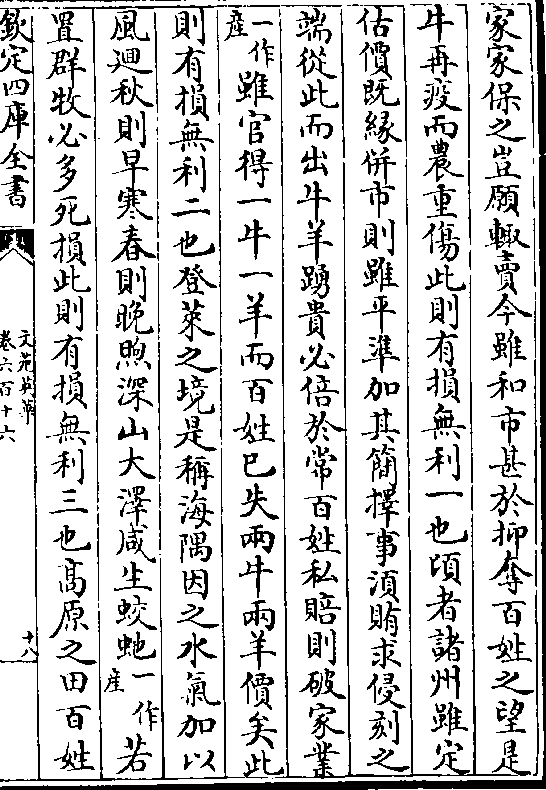 家家保之豈願輙賣今雖和市甚於抑奪百姓之望是
牛再疫而農重傷此則有損無利一也頃者諸州雖定
估價既緣併市則雖平準加其簡擇事須賄求侵刻之
端從此而出牛羊踴貴必倍於常百姓私賠則破家業
一作産雖官得一牛一羊而百姓已失兩牛兩羊價矣此
則有損無利二也登萊之境是稱海隅因之水氣加以
風迴秋則早寒春則晚煦深山大澤咸生蛟虵一作産若
置群牧必多死損此則有損無利三也髙原之田百姓
欽定四庫全書
文苑英華
卷六百十六
十八